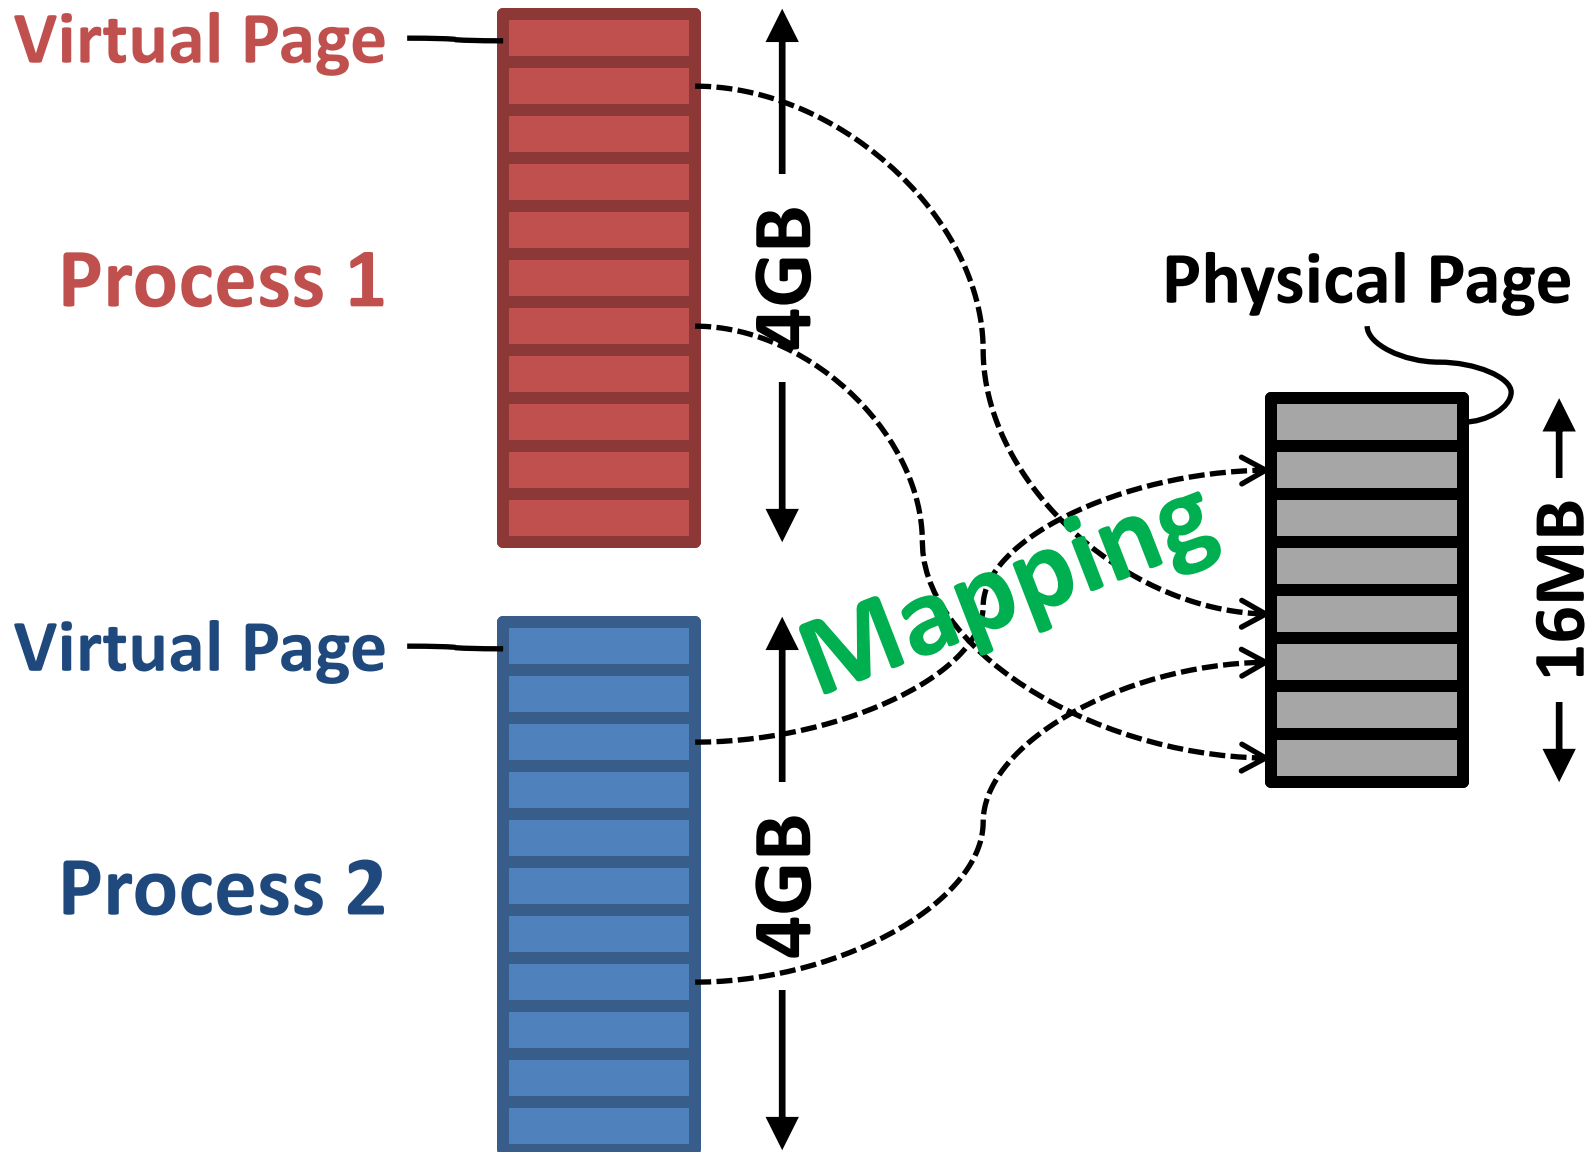 Virtual Page
Process 1
4GB
Physical Page
16MB
Mapping
Virtual Page
Process 2
4GB